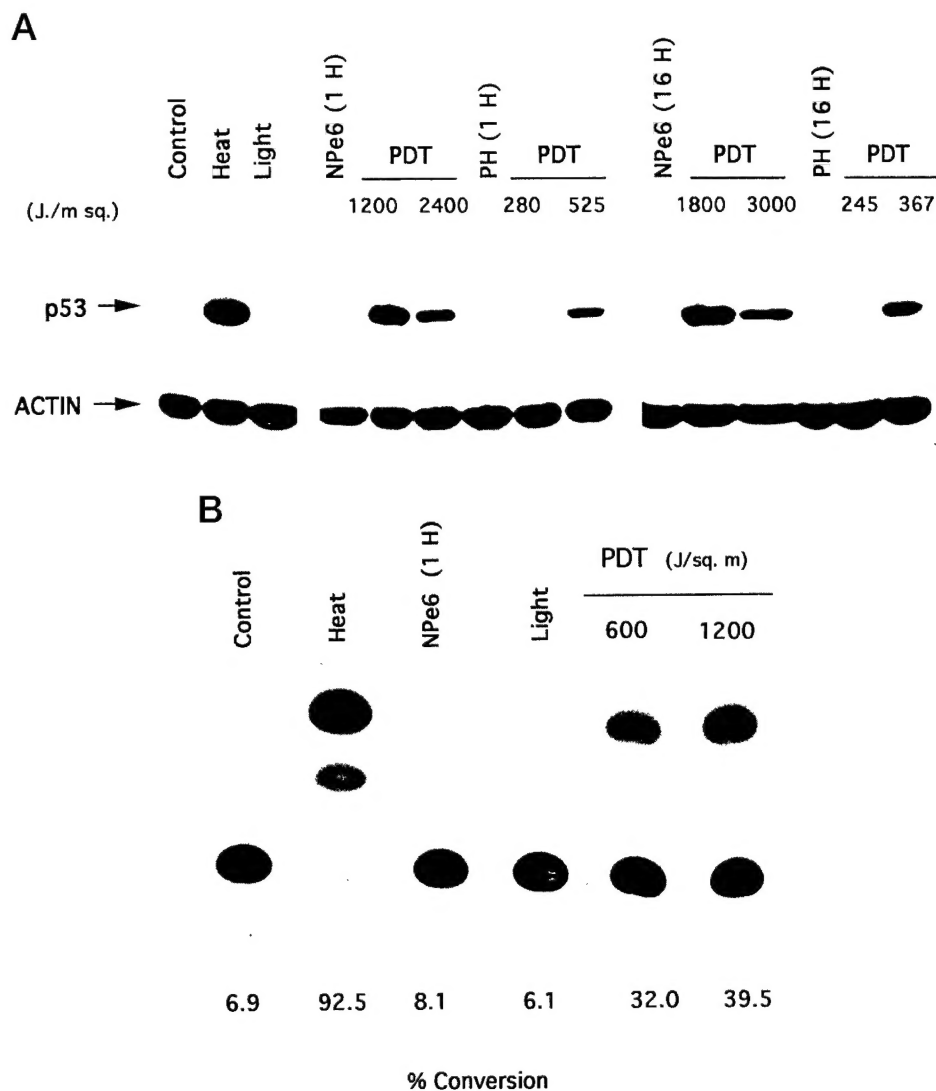 A
Control
Heat
Light
NPe6 (1 H)
PDT
PH (1 H)
PDT
NPe6 (16 H)
PDT
PH (16 H)
PDT
(J./m sq.)
1200 2400 280 525 1800 3000 245 367
p53
ACTIN
B
Control
Heat
NPe6 (1 H)
Light
PDT (J/sq. m)
600 1200
6.9 92.5 8.1 6.1 32.0 39.5
% Conversion